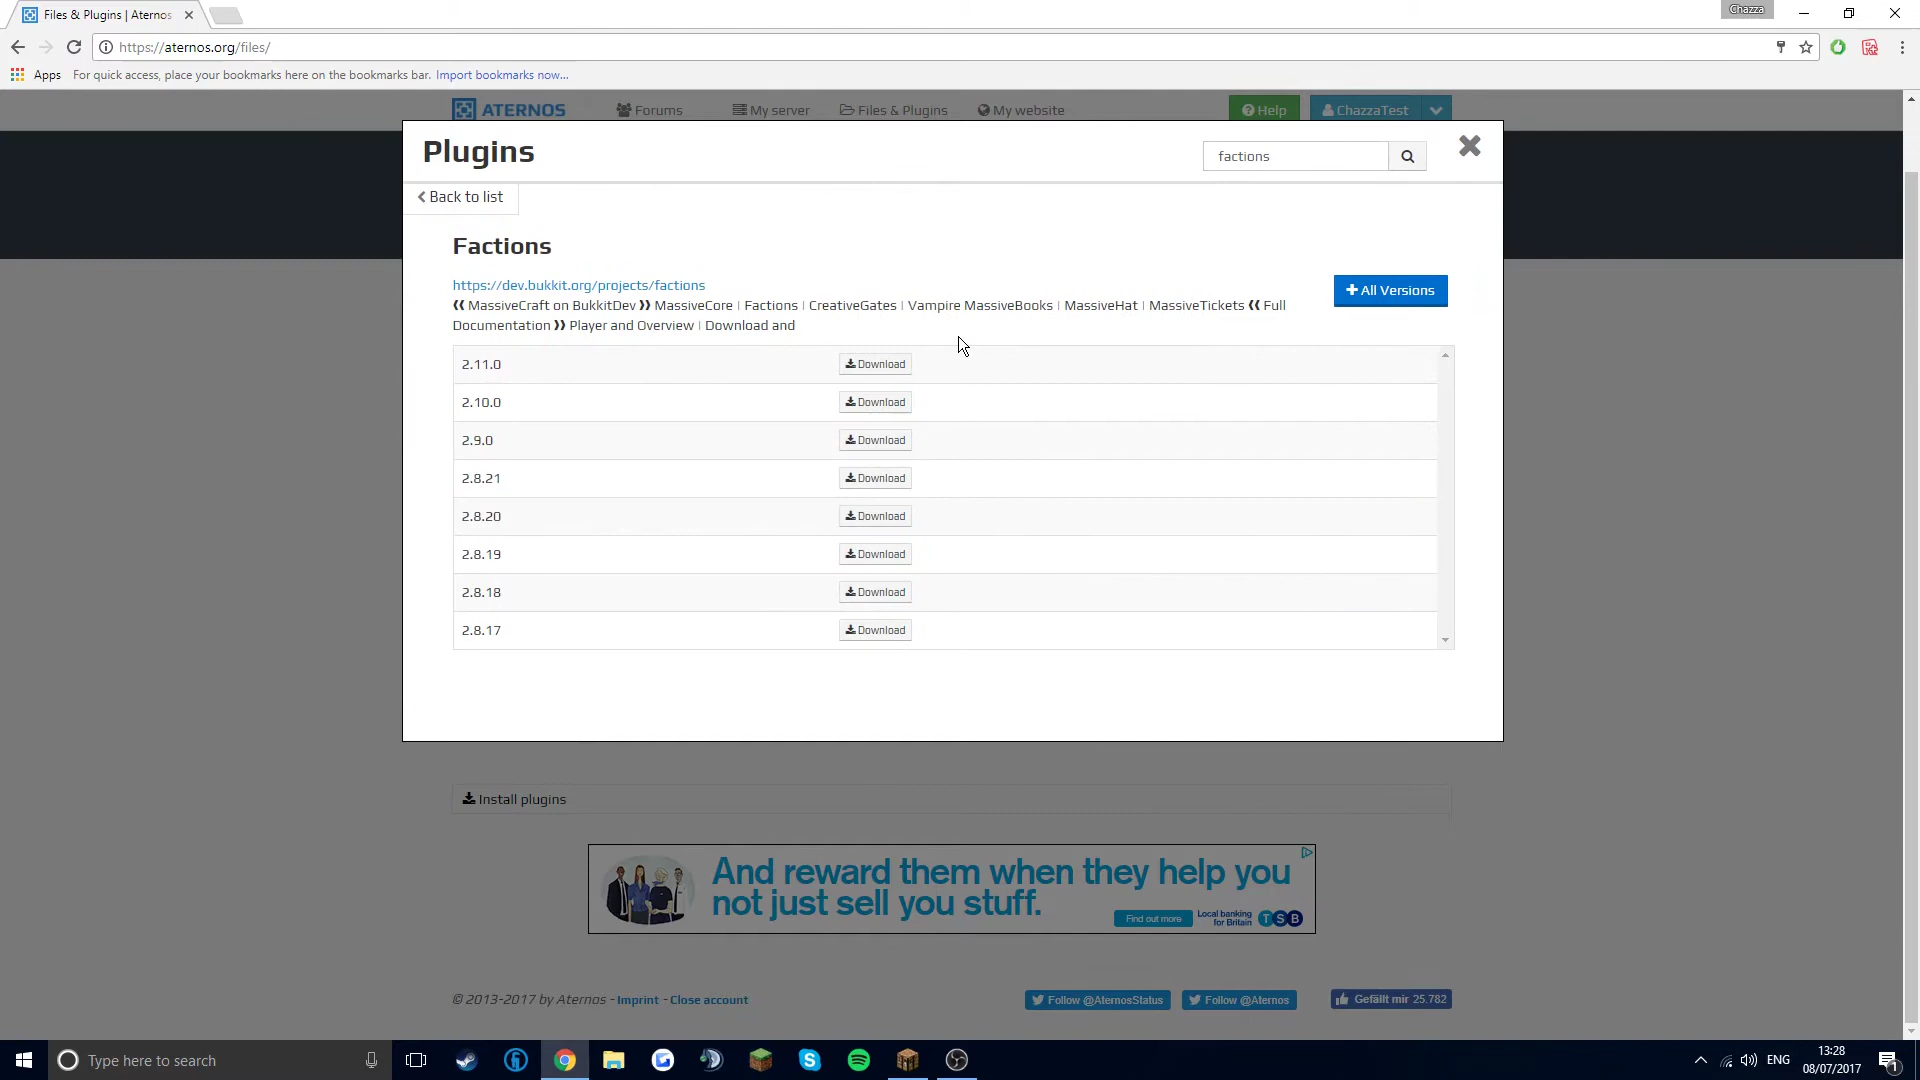 Files & Plugins | Aternos
Chazza
https://aternos.org/files/
Apps For quick access, place your bookmarks here on the bookmarks bar. Import bookmarks now...
ATERNOS Forums My server Files & Plugins My website Help ChazzaTest
Plugins
factions
Back to list
Factions
https://dev.bukkit.org/projects/factions
All Versions
⟪ MassiveCraft on BukkitDev ⟫ MassiveCore | Factions | CreativeGates | Vampire MassiveBooks | MassiveHat | MassiveTickets ⟪ Full
Documentation ⟫ Player and Overview | Download and
2.11.0 Download
2.10.0 Download
2.9.0 Download
2.8.21 Download
2.8.20 Download
2.8.19 Download
2.8.18 Download
2.8.17 Download
Install plugins
And reward them when they help you
not just sell you stuff.
Find out more
Local banking
for Britain
TSB
© 2013-2017 by Aternos - Imprint - Close account
Follow @AternosStatus Follow @Aternos Gefällt mir 25.782
Type here to search
ENG
13:28
08/07/2017
1